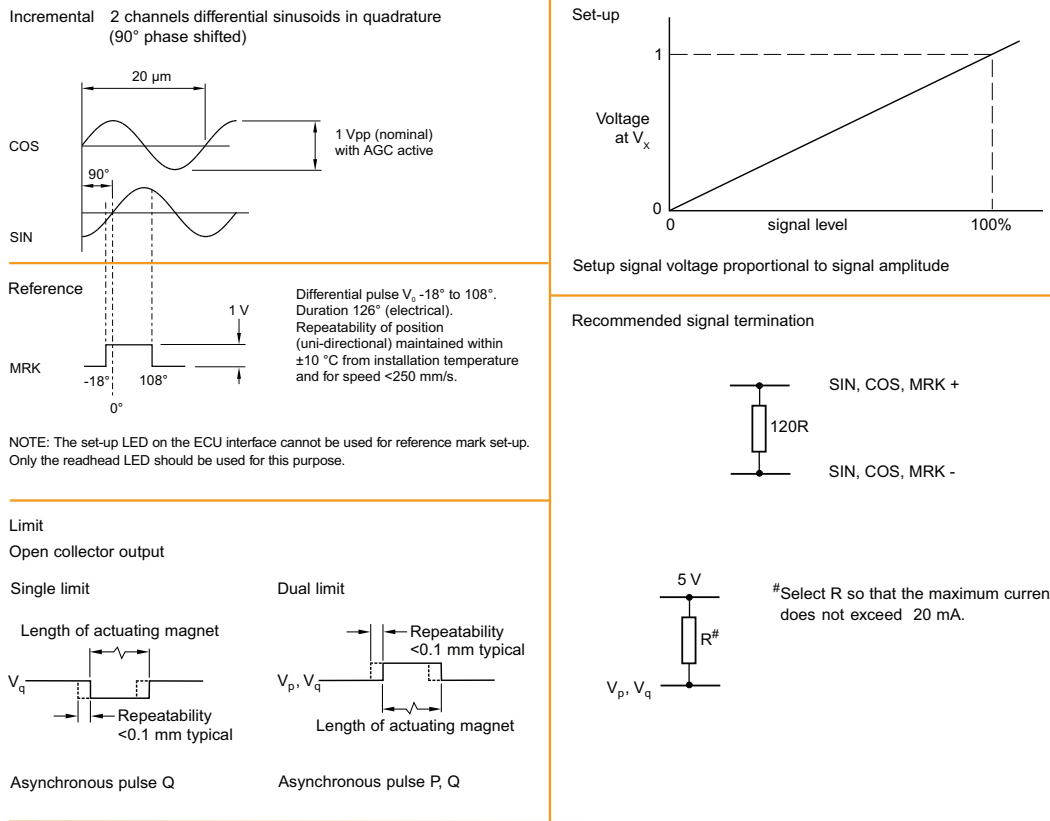 Incremental 2 channels differential sinusoids in quadrature
(90° phase shifted)
20 µm
COS
1 Vpp (nominal)
with AGC active
90°
SIN
Reference
1 V
MRK
-18°
108°
0°
Differential pulse V₀ -18° to 108°.
Duration 126° (electrical).
Repeatability of position
(uni-directional) maintained within
±10 °C from installation temperature
and for speed <250 mm/s.
NOTE: The set-up LED on the ECU interface cannot be used for reference mark set-up.
Only the readhead LED should be used for this purpose.
Limit
Open collector output
Single limit
Length of actuating magnet
Vq
Repeatability
<0.1 mm typical
Asynchronous pulse Q
Dual limit
Repeatability
<0.1 mm typical
Vp, Vq
Length of actuating magnet
Asynchronous pulse P, Q
Set-up
1
Voltage
at Vx
0
0
signal level
100%
Setup signal voltage proportional to signal amplitude
Recommended signal termination
SIN, COS, MRK +
120R
SIN, COS, MRK -
5 V
R#
Vp, Vq
#Select R so that the maximum curren
does not exceed 20 mA.